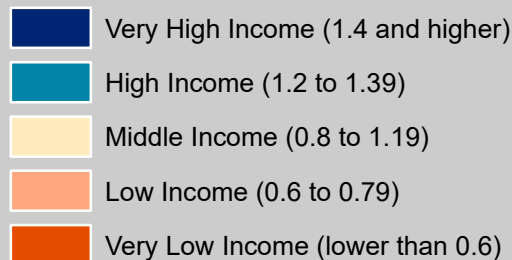 Very High Income (1.4 and higher)
High Income (1.2 to 1.39)
Middle Income (0.8 to 1.19)
Low Income (0.6 to 0.79)
Very Low Income (lower than 0.6)